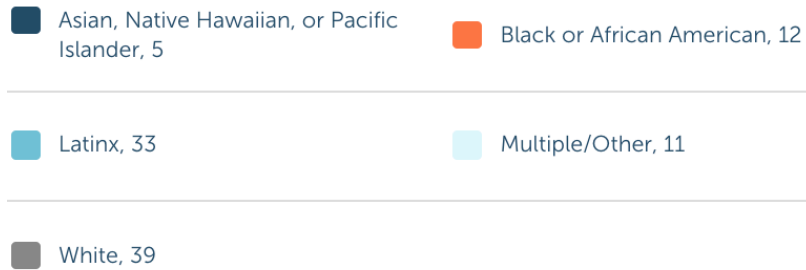 Asian, Native Hawaiian, or Pacific
Islander, 5
Black or African American, 12
Latinx, 33
Multiple/Other, 11
White, 39